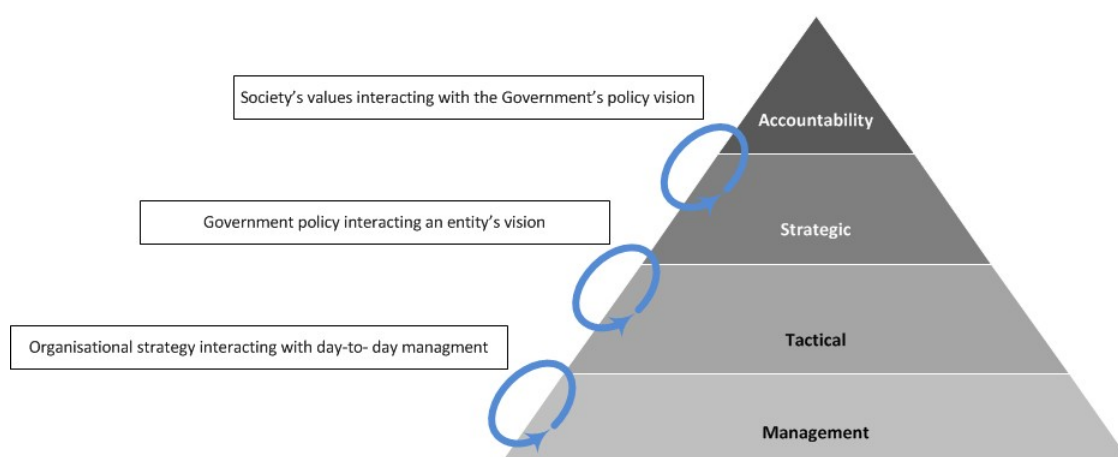 Society's values interacting with the Government's policy vision
Accountability
Government policy interacting an entity's vision
Strategic
Organisational strategy interacting with day-to- day managment
Tactical
Management